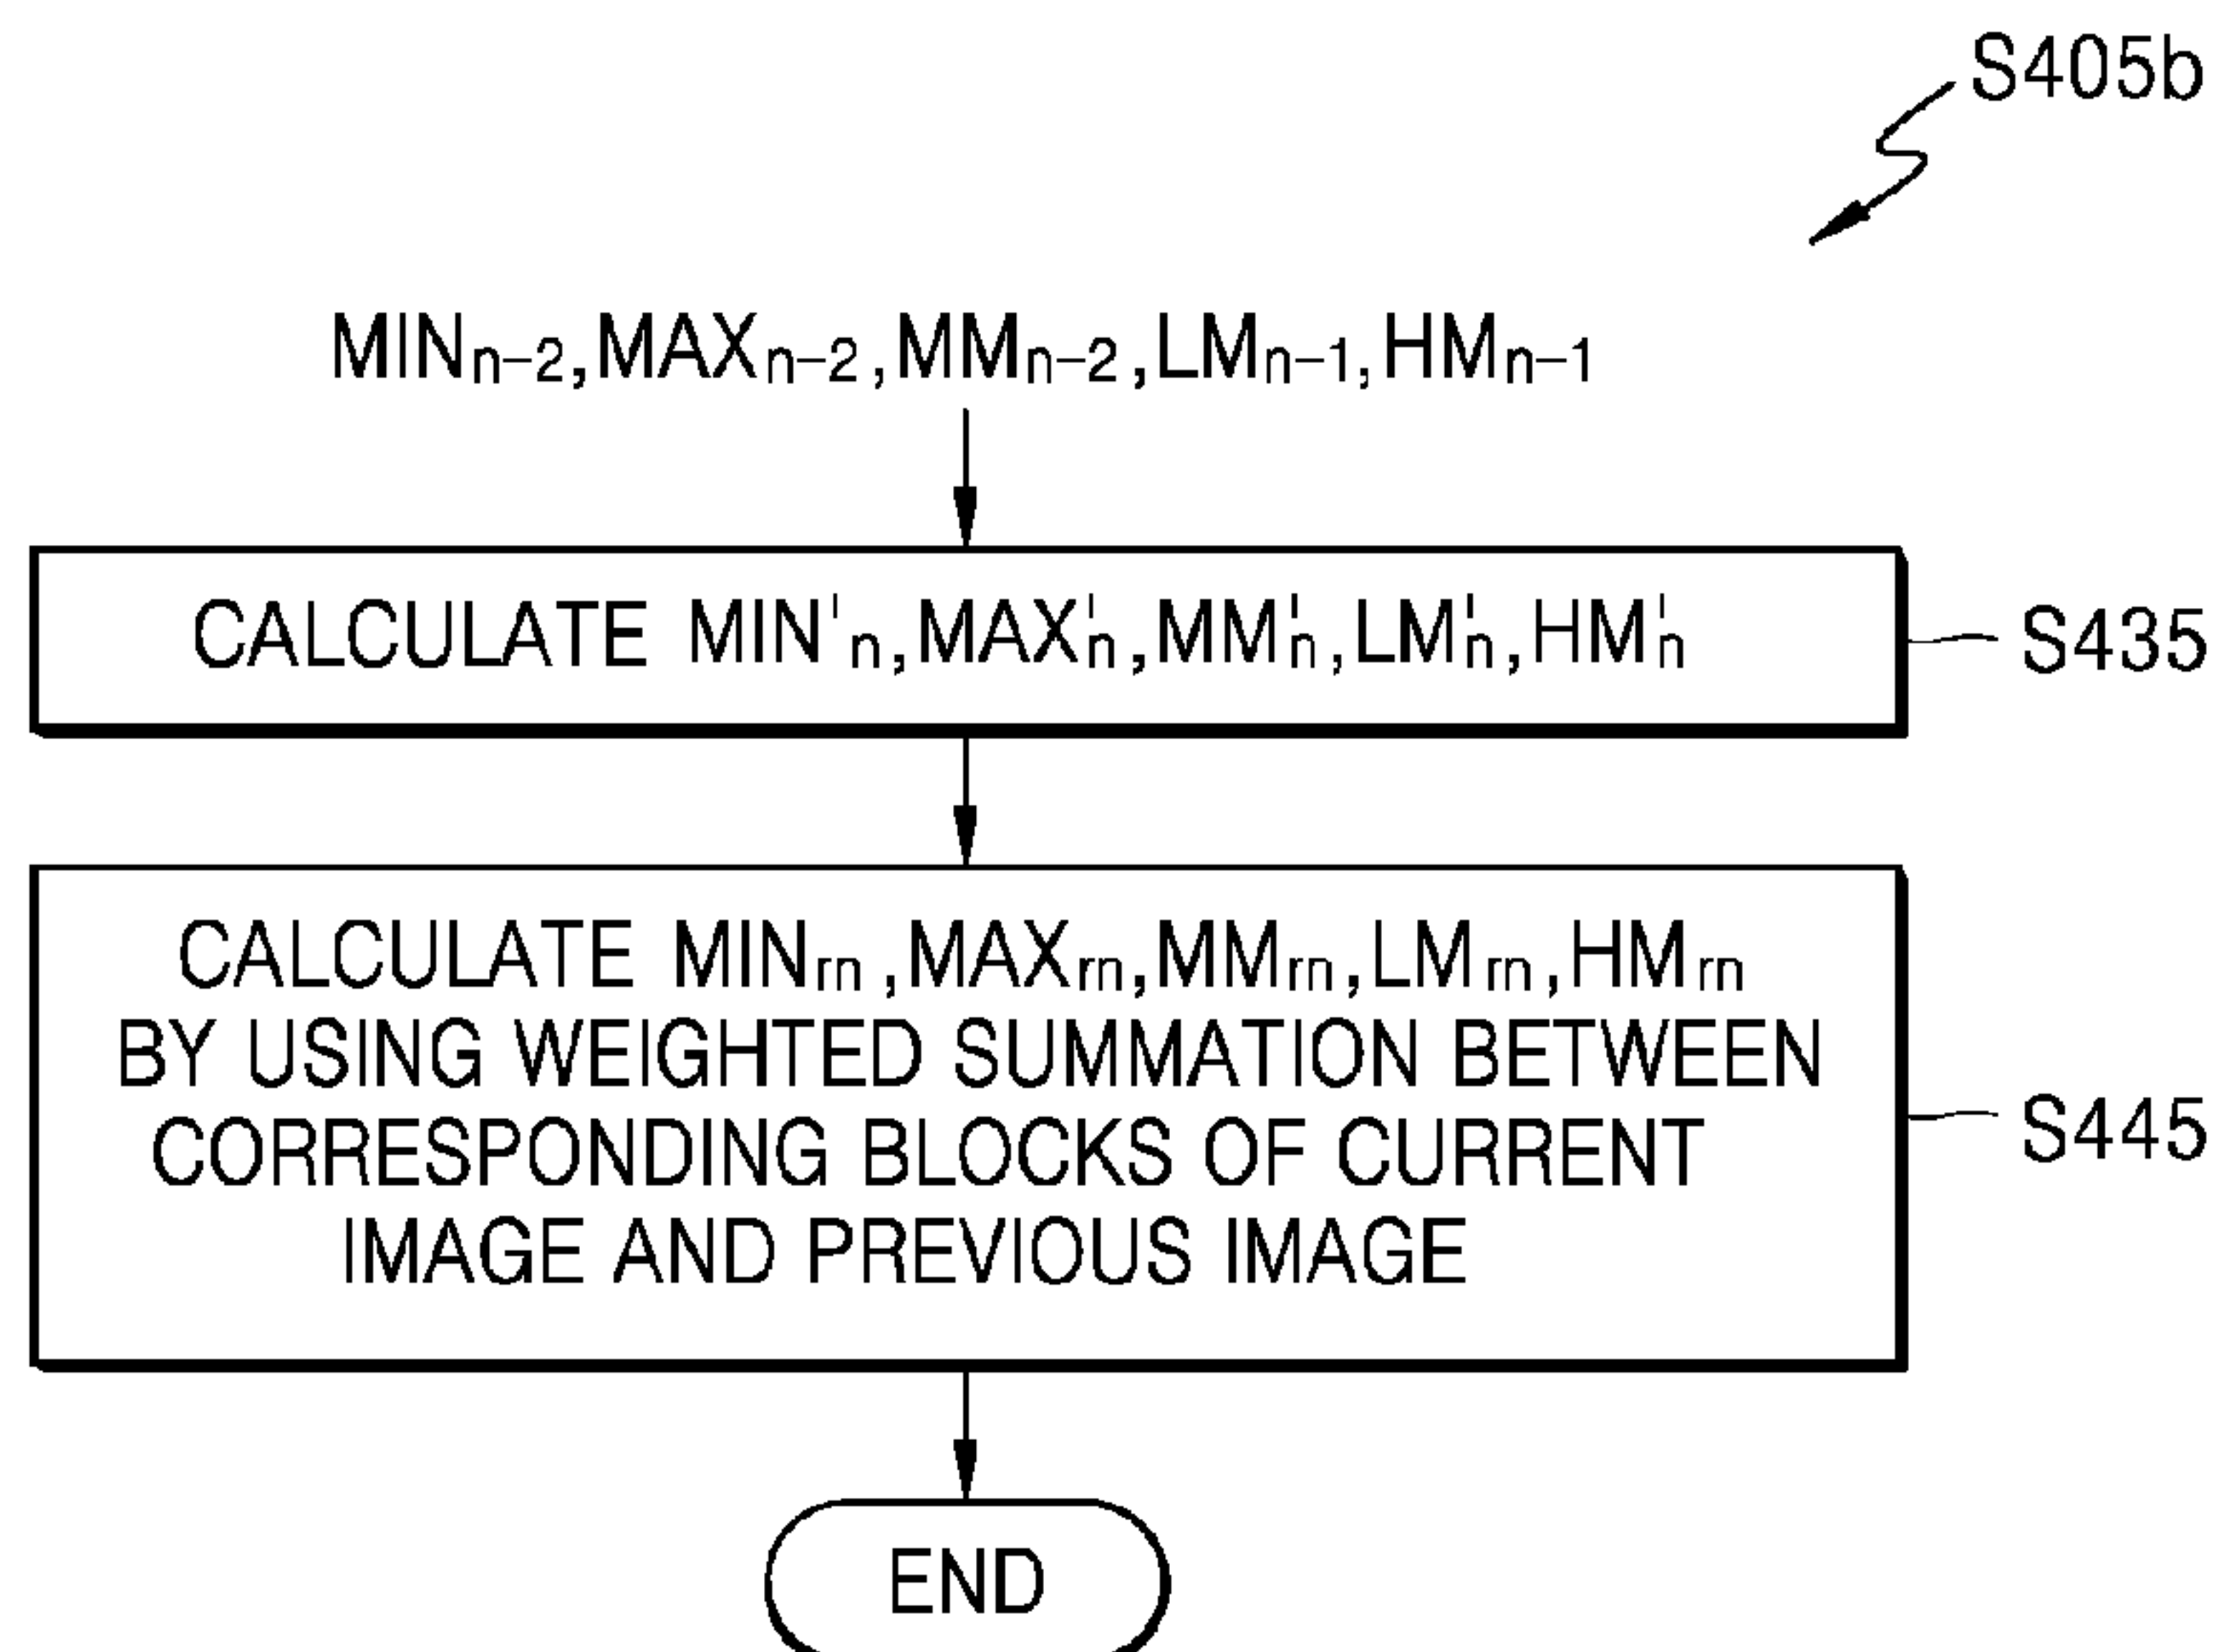 S405b
MINn−2,MAXn−2,MMn−2,LMn−1,HMn−1
CALCULATE MIN'n,MAX'n,MM'n,LM'n,HM'n
S435
CALCULATE MINrn,MAXrn,MMrn,LMrn,HMrn
BY USING WEIGHTED SUMMATION BETWEEN
CORRESPONDING BLOCKS OF CURRENT
IMAGE AND PREVIOUS IMAGE
S445
END